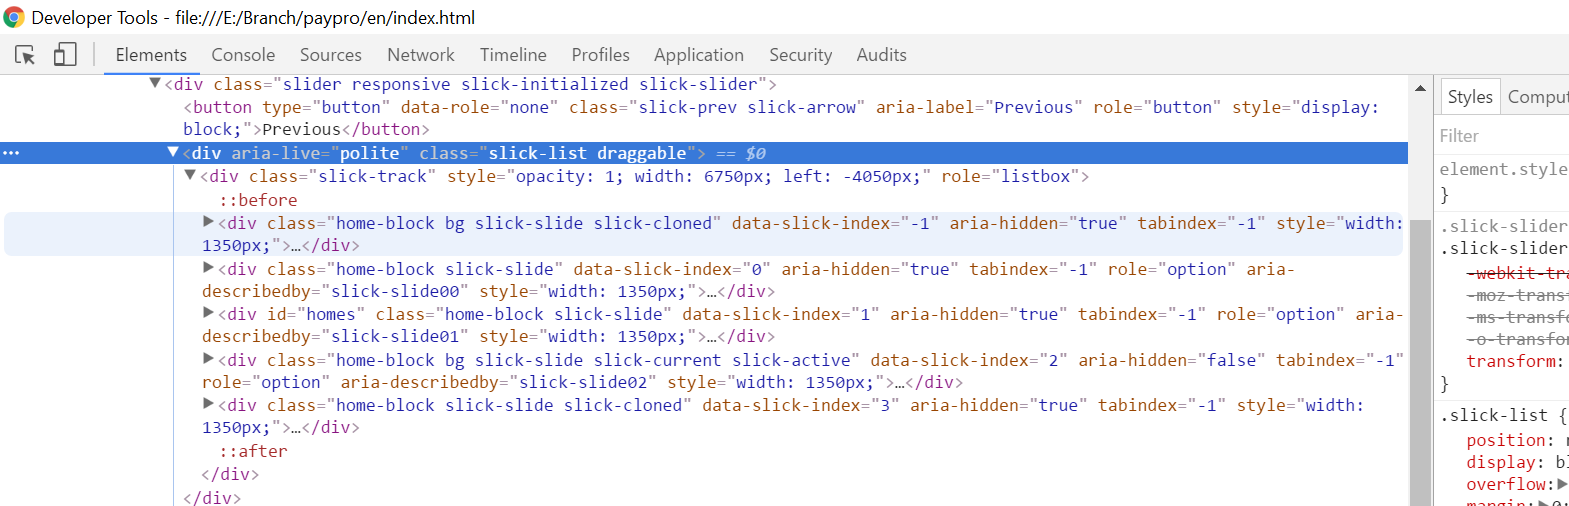 Developer Tools - file:///E:/Branch/paypro/en/index.html
Elements Console Sources Network Timeline Profiles Application Security Audits
▼<div class="slider responsive slick-initialized slick-slider">
<button type="button" data-role="none" class="slick-prev slick-arrow" aria-label="Previous" role="button" style="display:
block;">Previous</button>
▼<div aria-live="polite" class="slick-list draggable"> == $0
▼<div class="slick-track" style="opacity: 1; width: 6750px; left: -4050px;" role="listbox">
::before
▶<div class="home-block bg slick-slide slick-cloned" data-slick-index="-1" aria-hidden="true" tabindex="-1" style="width:
1350px;">…</div>
▶<div class="home-block slick-slide" data-slick-index="0" aria-hidden="true" tabindex="-1" role="option" aria-
describedby="slick-slide00" style="width: 1350px;">…</div>
▶<div id="homes" class="home-block slick-slide" data-slick-index="1" aria-hidden="true" tabindex="-1" role="option" aria-
describedby="slick-slide01" style="width: 1350px;">…</div>
▶<div class="home-block bg slick-slide slick-current slick-active" data-slick-index="2" aria-hidden="false" tabindex="-1"
role="option" aria-describedby="slick-slide02" style="width: 1350px;">…</div>
▶<div class="home-block slick-slide slick-cloned" data-slick-index="3" aria-hidden="true" tabindex="-1" style="width:
1350px;">…</div>
::after
</div>
</div>
Styles Comput
Filter
element.style
}
.slick-slider
.slick-slider
-webkit-tra
-moz-transf
-ms-transfo
-o-transfor
transform:
}
.slick-list {
position:
display: bl
overflow:▶
margin:▶0;